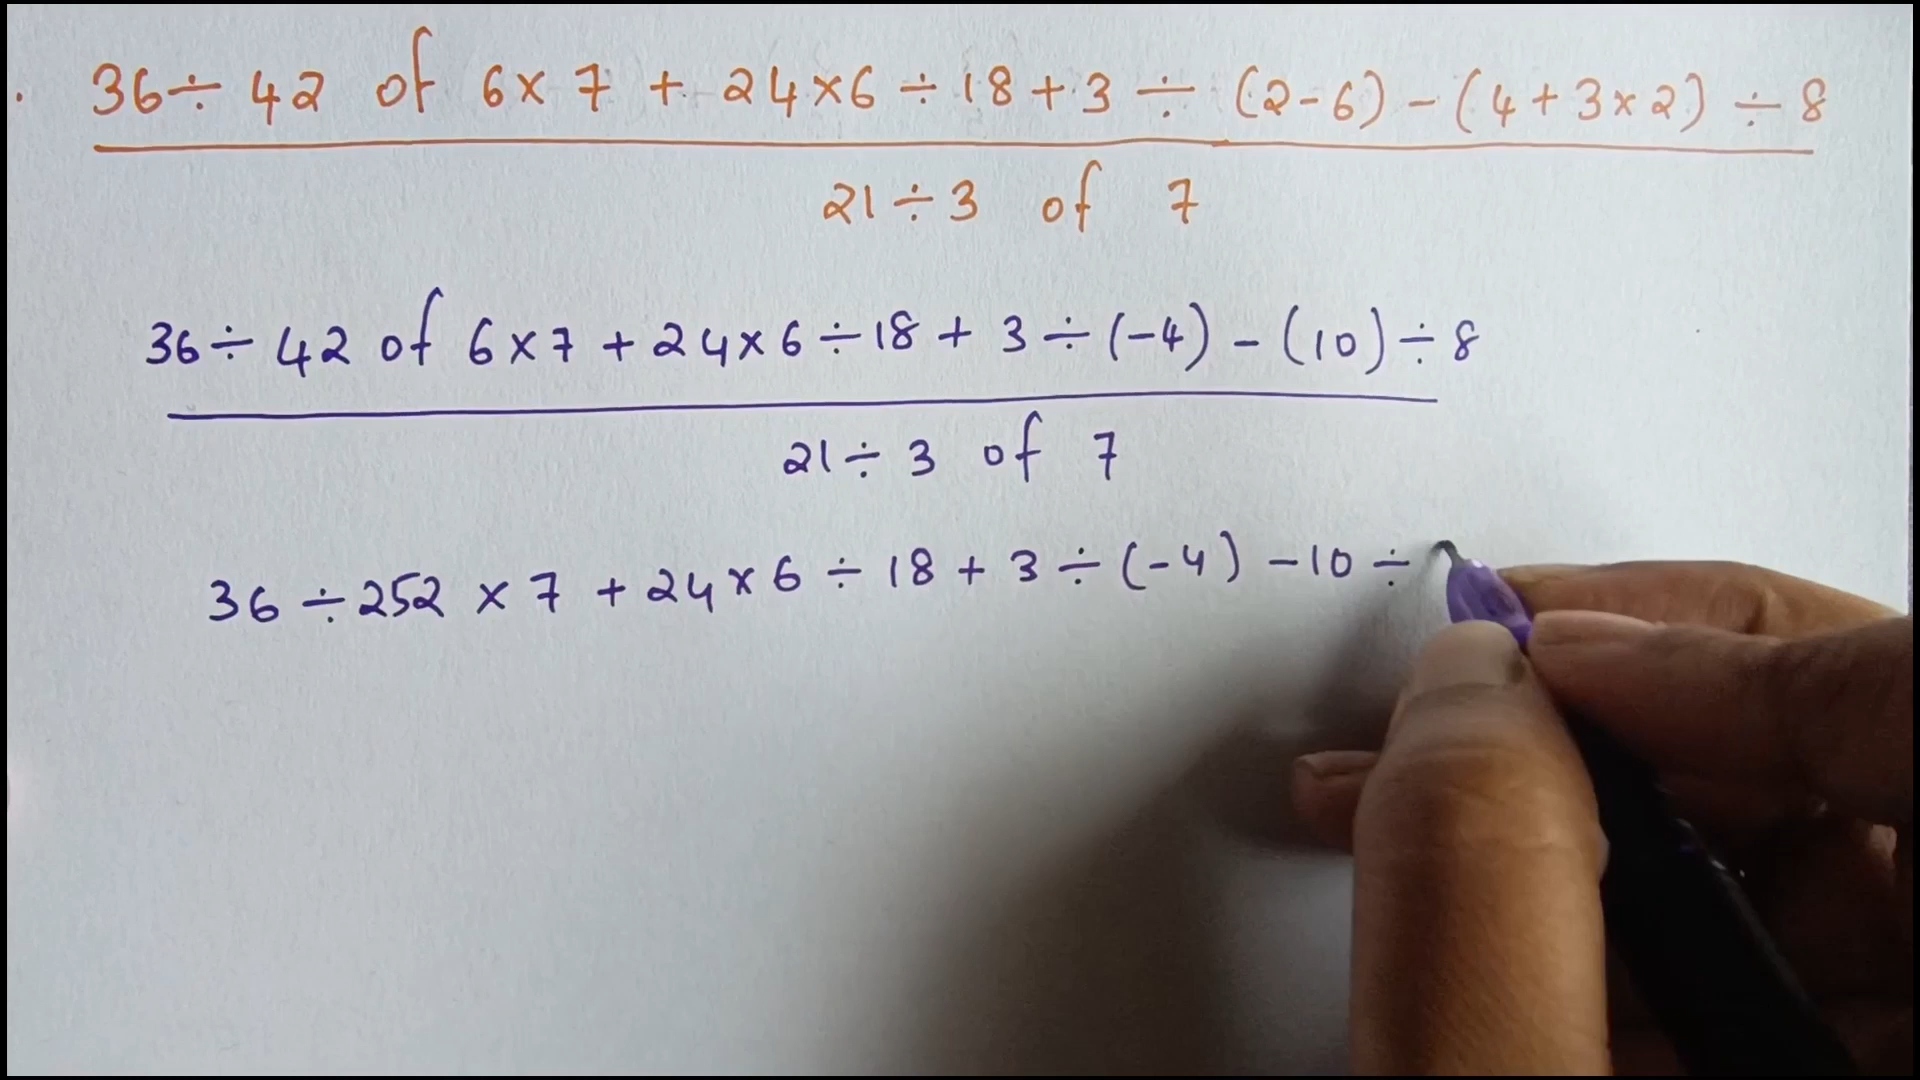 36 ÷ 42 of 6 × 7 + 24 × 6 ÷ 18 + 3 ÷ (2 - 6) - (4 + 3 × 2) ÷ 8
21 ÷ 3 of 7
36 ÷ 42 of 6 × 7 + 24 × 6 ÷ 18 + 3 ÷ (-4) - (10) ÷ 8
21 ÷ 3 of 7
36 ÷ 252 × 7 + 24 × 6 ÷ 18 + 3 ÷ (-4) - 10 ÷